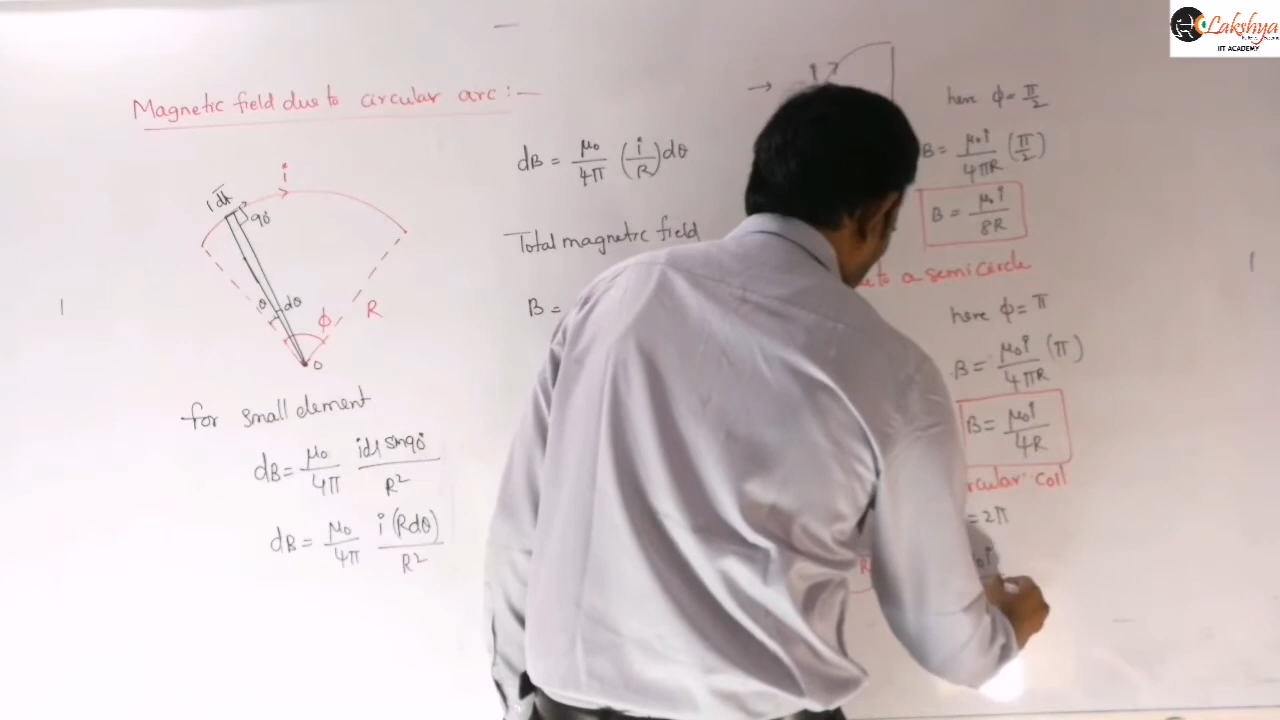 Lakshya
IIT ACADEMY
Magnetic field due to circular arc :-
i
idl
90
dθ
θ
φ
R
O
for small element
dB = μ₀/4π idl sin90/R²
dB = μ₀/4π i(Rdθ)/R²
dB = μ₀/4π (i/R) dθ
Total magnetic field
B =
→
here φ = π/2
B = μ₀i/4πR (π/2)
B = μ₀i/8R
to a semicircle
here φ = π
B = μ₀i/4πR (π)
B = μ₀i/4R
coil
= 2π
R